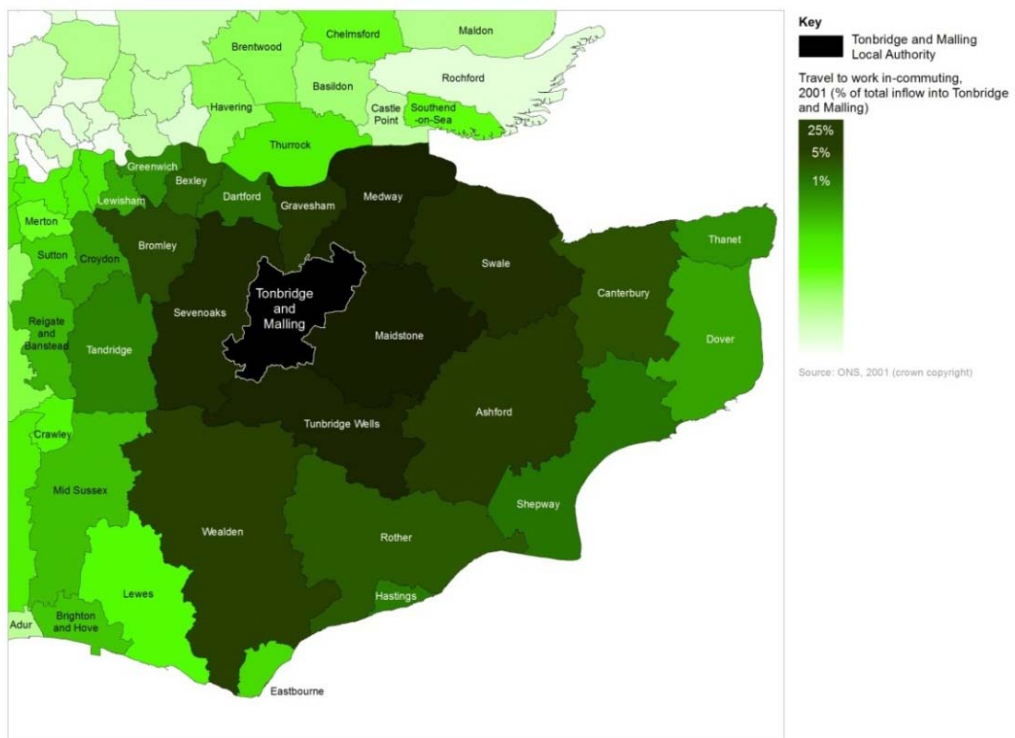 Chelmsford
Maldon
Brentwood
Rochford
Basildon
Havering
Castle
Point
Southend
-on-Sea
Thurrock
Greenwich
Bexley
Lewisham
Dartford
Gravesham
Medway
Merton
Bromley
Thanet
Sutton
Croydon
Swale
Canterbury
Tonbridge
and
Malling
Sevenoaks
Reigate
and
Banstead
Tandridge
Maidstone
Dover
Ashford
Tunbridge Wells
Crawley
Mid Sussex
Shepway
Wealden
Rother
Lewes
Hastings
Adur
Brighton
and Hove
Eastbourne
Key
Tonbridge and Malling
Local Authority
Travel to work in-commuting,
2001 (% of total inflow into Tonbridge
and Malling)
25%
5%
1%
Source: ONS, 2001 (crown copyright)